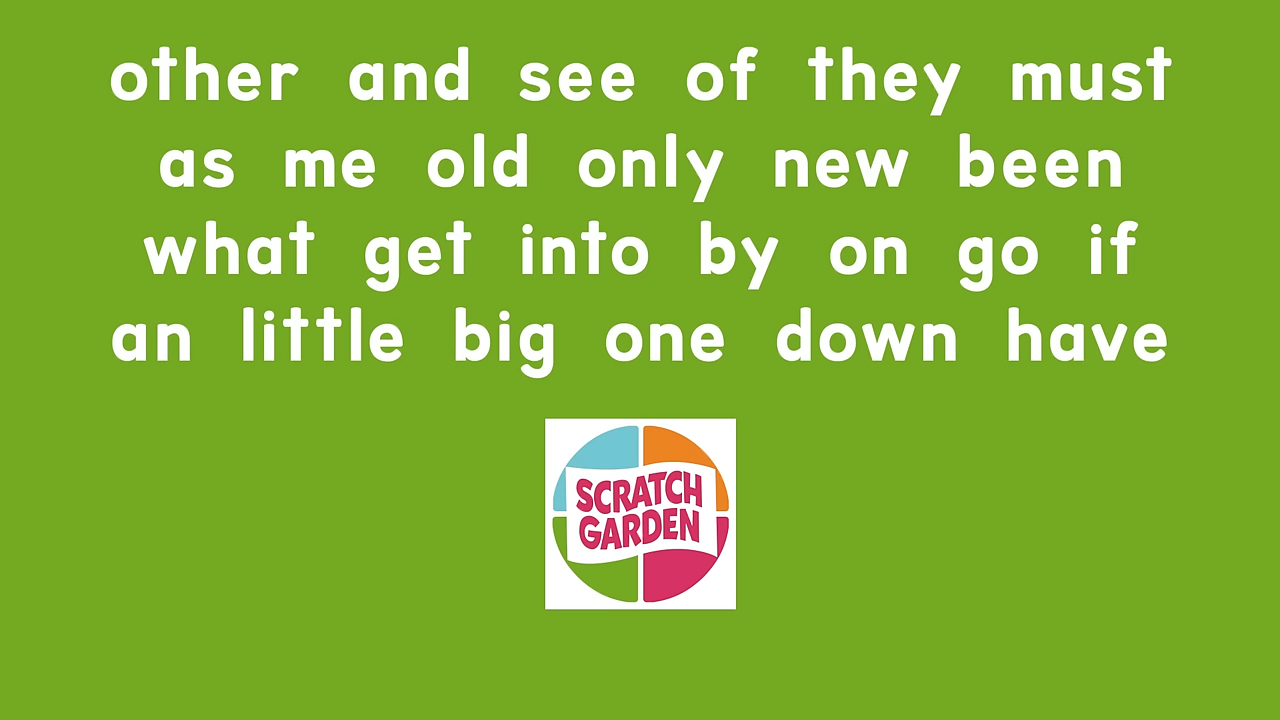 other and see of they must
as me old only new been
what get into by on go if
an little big one down have
SCRATCH
GARDEN